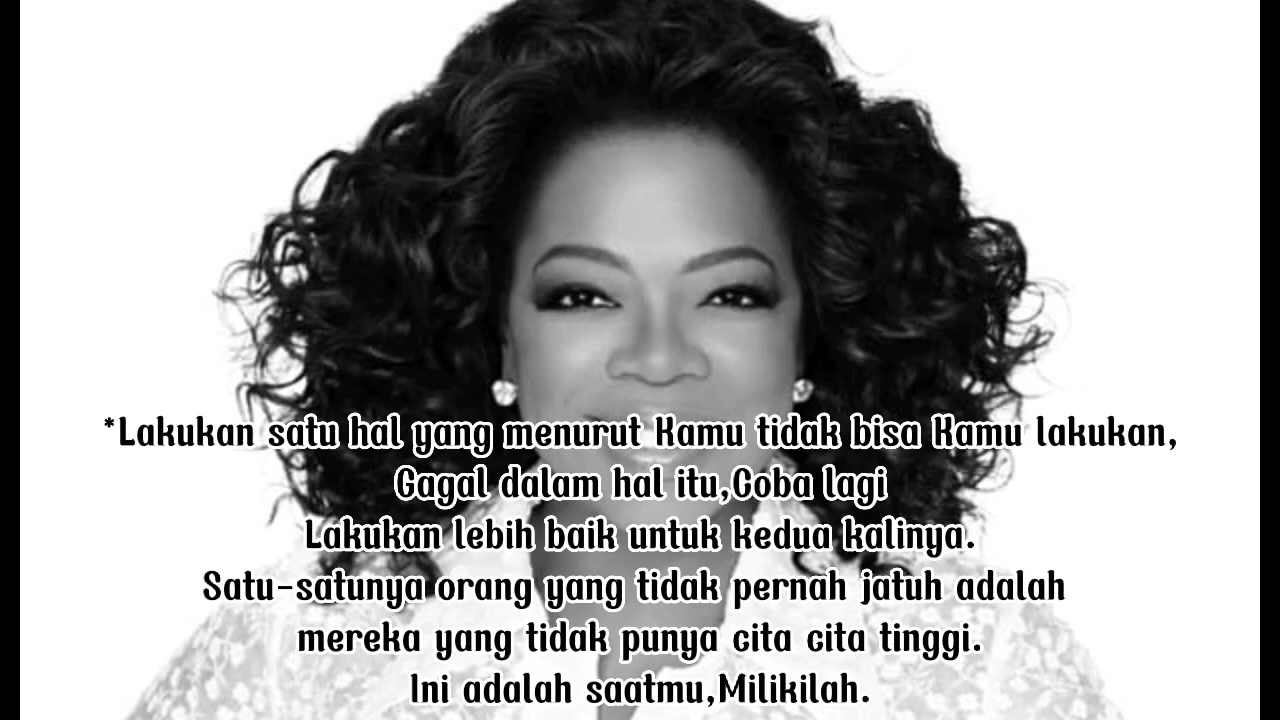 *Lakukan satu hal yang menurut Kamu tidak bisa Kamu lakukan,
Gagal dalam hal itu,Coba lagi
Lakukan lebih baik untuk kedua kalinya.
Satu-satunya orang yang tidak pernah jatuh adalah
mereka yang tidak punya cita cita tinggi.
Ini adalah saatmu,Milikilah.